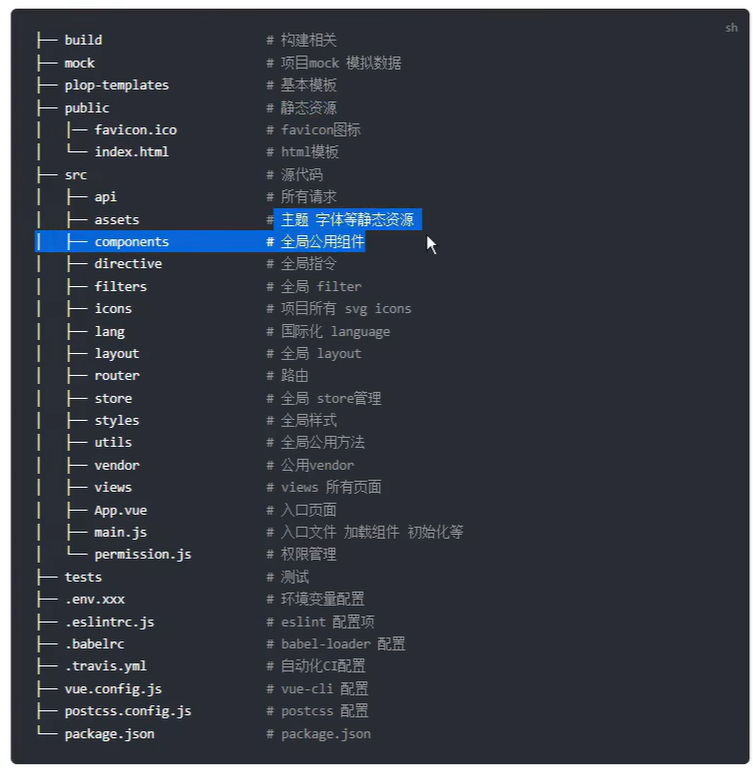 sh
├── build                      # 构建相关
├── mock                       # 项目mock 模拟数据
├── plop-templates             # 基本模板
├── public                     # 静态资源
│   │── favicon.ico            # favicon图标
│   └── index.html             # html模板
├── src                        # 源代码
│   ├── api                    # 所有请求
│   ├── assets                 # 主题 字体等静态资源
│   ├── components             # 全局公用组件
│   ├── directive              # 全局指令
│   ├── filters                # 全局 filter
│   ├── icons                  # 项目所有 svg icons
│   ├── lang                   # 国际化 language
│   ├── layout                 # 全局 layout
│   ├── router                 # 路由
│   ├── store                  # 全局 store管理
│   ├── styles                 # 全局样式
│   ├── utils                  # 全局公用方法
│   ├── vendor                 # 公用vendor
│   ├── views                  # views 所有页面
│   ├── App.vue                # 入口页面
│   ├── main.js                # 入口文件 加载组件 初始化等
│   └── permission.js          # 权限管理
├── tests                      # 测试
├── .env.xxx                   # 环境变量配置
├── .eslintrc.js               # eslint 配置项
├── .babelrc                   # babel-loader 配置
├── .travis.yml                # 自动化CI配置
├── vue.config.js              # vue-cli 配置
├── postcss.config.js          # postcss 配置
└── package.json               # package.json